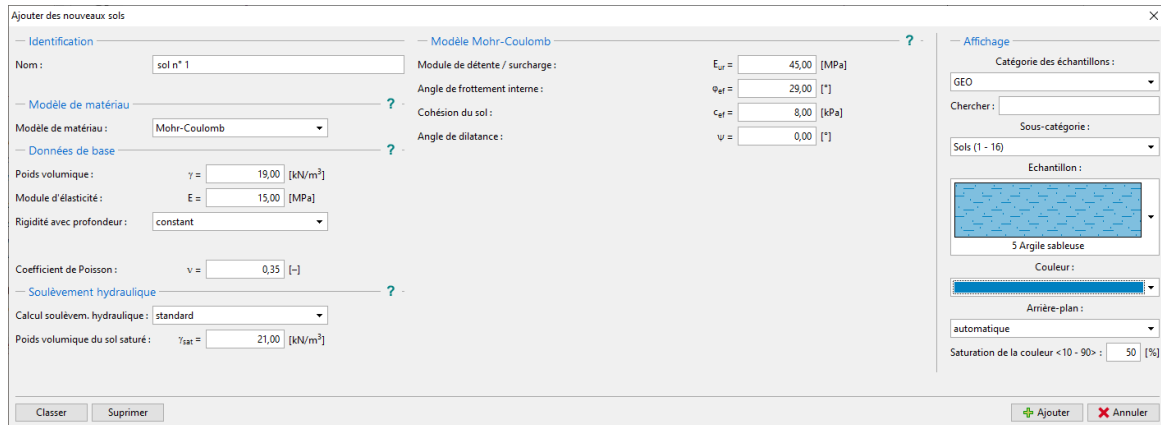 Ajouter des nouveaux sols
Identification
Nom : sol n° 1
Modèle de matériau ?
Modèle de matériau : Mohr-Coulomb
Données de base ?
Poids volumique : γ = 19,00 [kN/m³]
Module d'élasticité : E = 15,00 [MPa]
Rigidité avec profondeur : constant
Coefficient de Poisson : ν = 0,35 [–]
Soulèvement hydraulique ?
Calcul soulèvem. hydraulique : standard
Poids volumique du sol saturé : γsat = 21,00 [kN/m³]
Modèle Mohr-Coulomb ?
Module de détente / surcharge : Eur = 45,00 [MPa]
Angle de frottement interne : φef = 29,00 [°]
Cohésion du sol : cef = 8,00 [kPa]
Angle de dilatance : ψ = 0,00 [°]
Affichage
Catégorie des échantillons :
GEO
Chercher :
Sous-catégorie :
Sols (1 - 16)
Echantillon :
5 Argile sableuse
Couleur :
Arrière-plan :
automatique
Saturation de la couleur <10 - 90> : 50 [%]
Classer Suprimer Ajouter Annuler